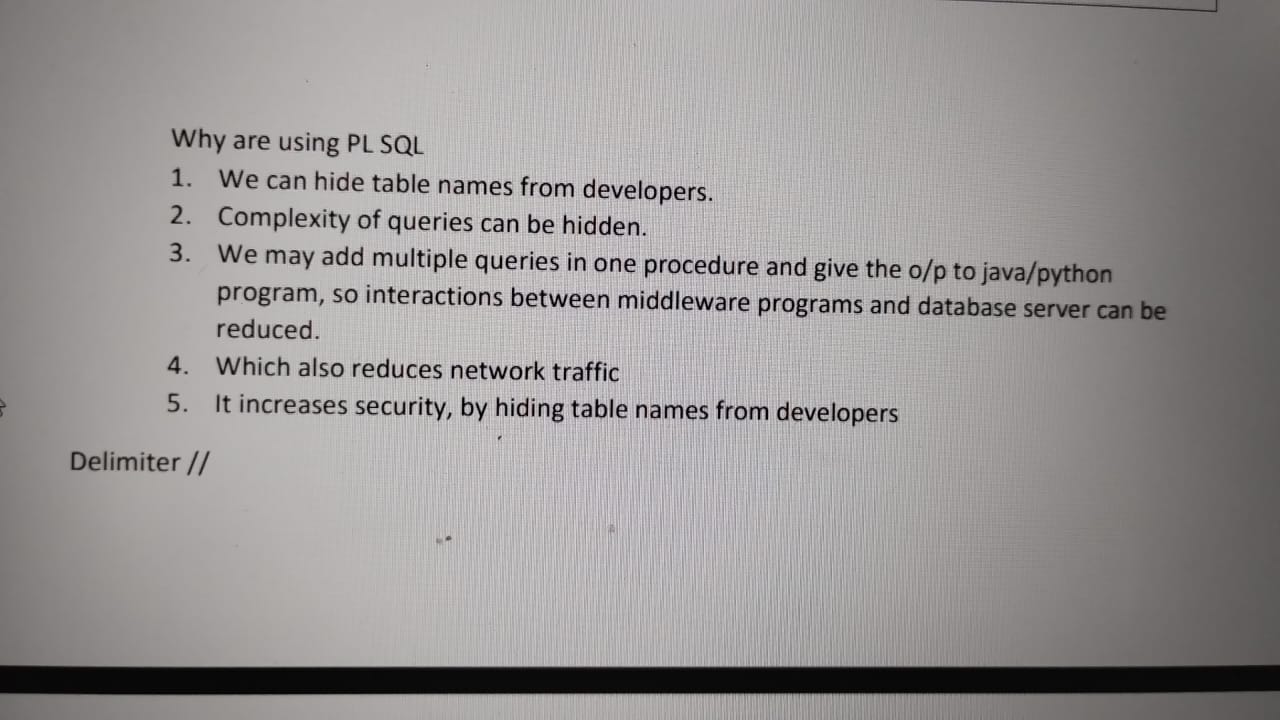 Why are using PL SQL
1. We can hide table names from developers.
2. Complexity of queries can be hidden.
3. We may add multiple queries in one procedure and give the o/p to java/python
program, so interactions between middleware programs and database server can be
reduced.
4. Which also reduces network traffic
5. It increases security, by hiding table names from developers
Delimiter //